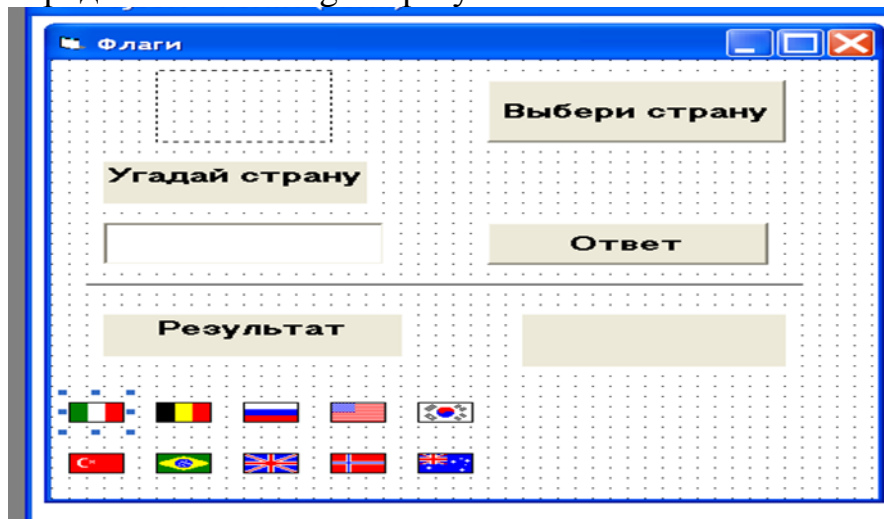 Флаги
Выбери страну
Угадай страну
Ответ
Результат